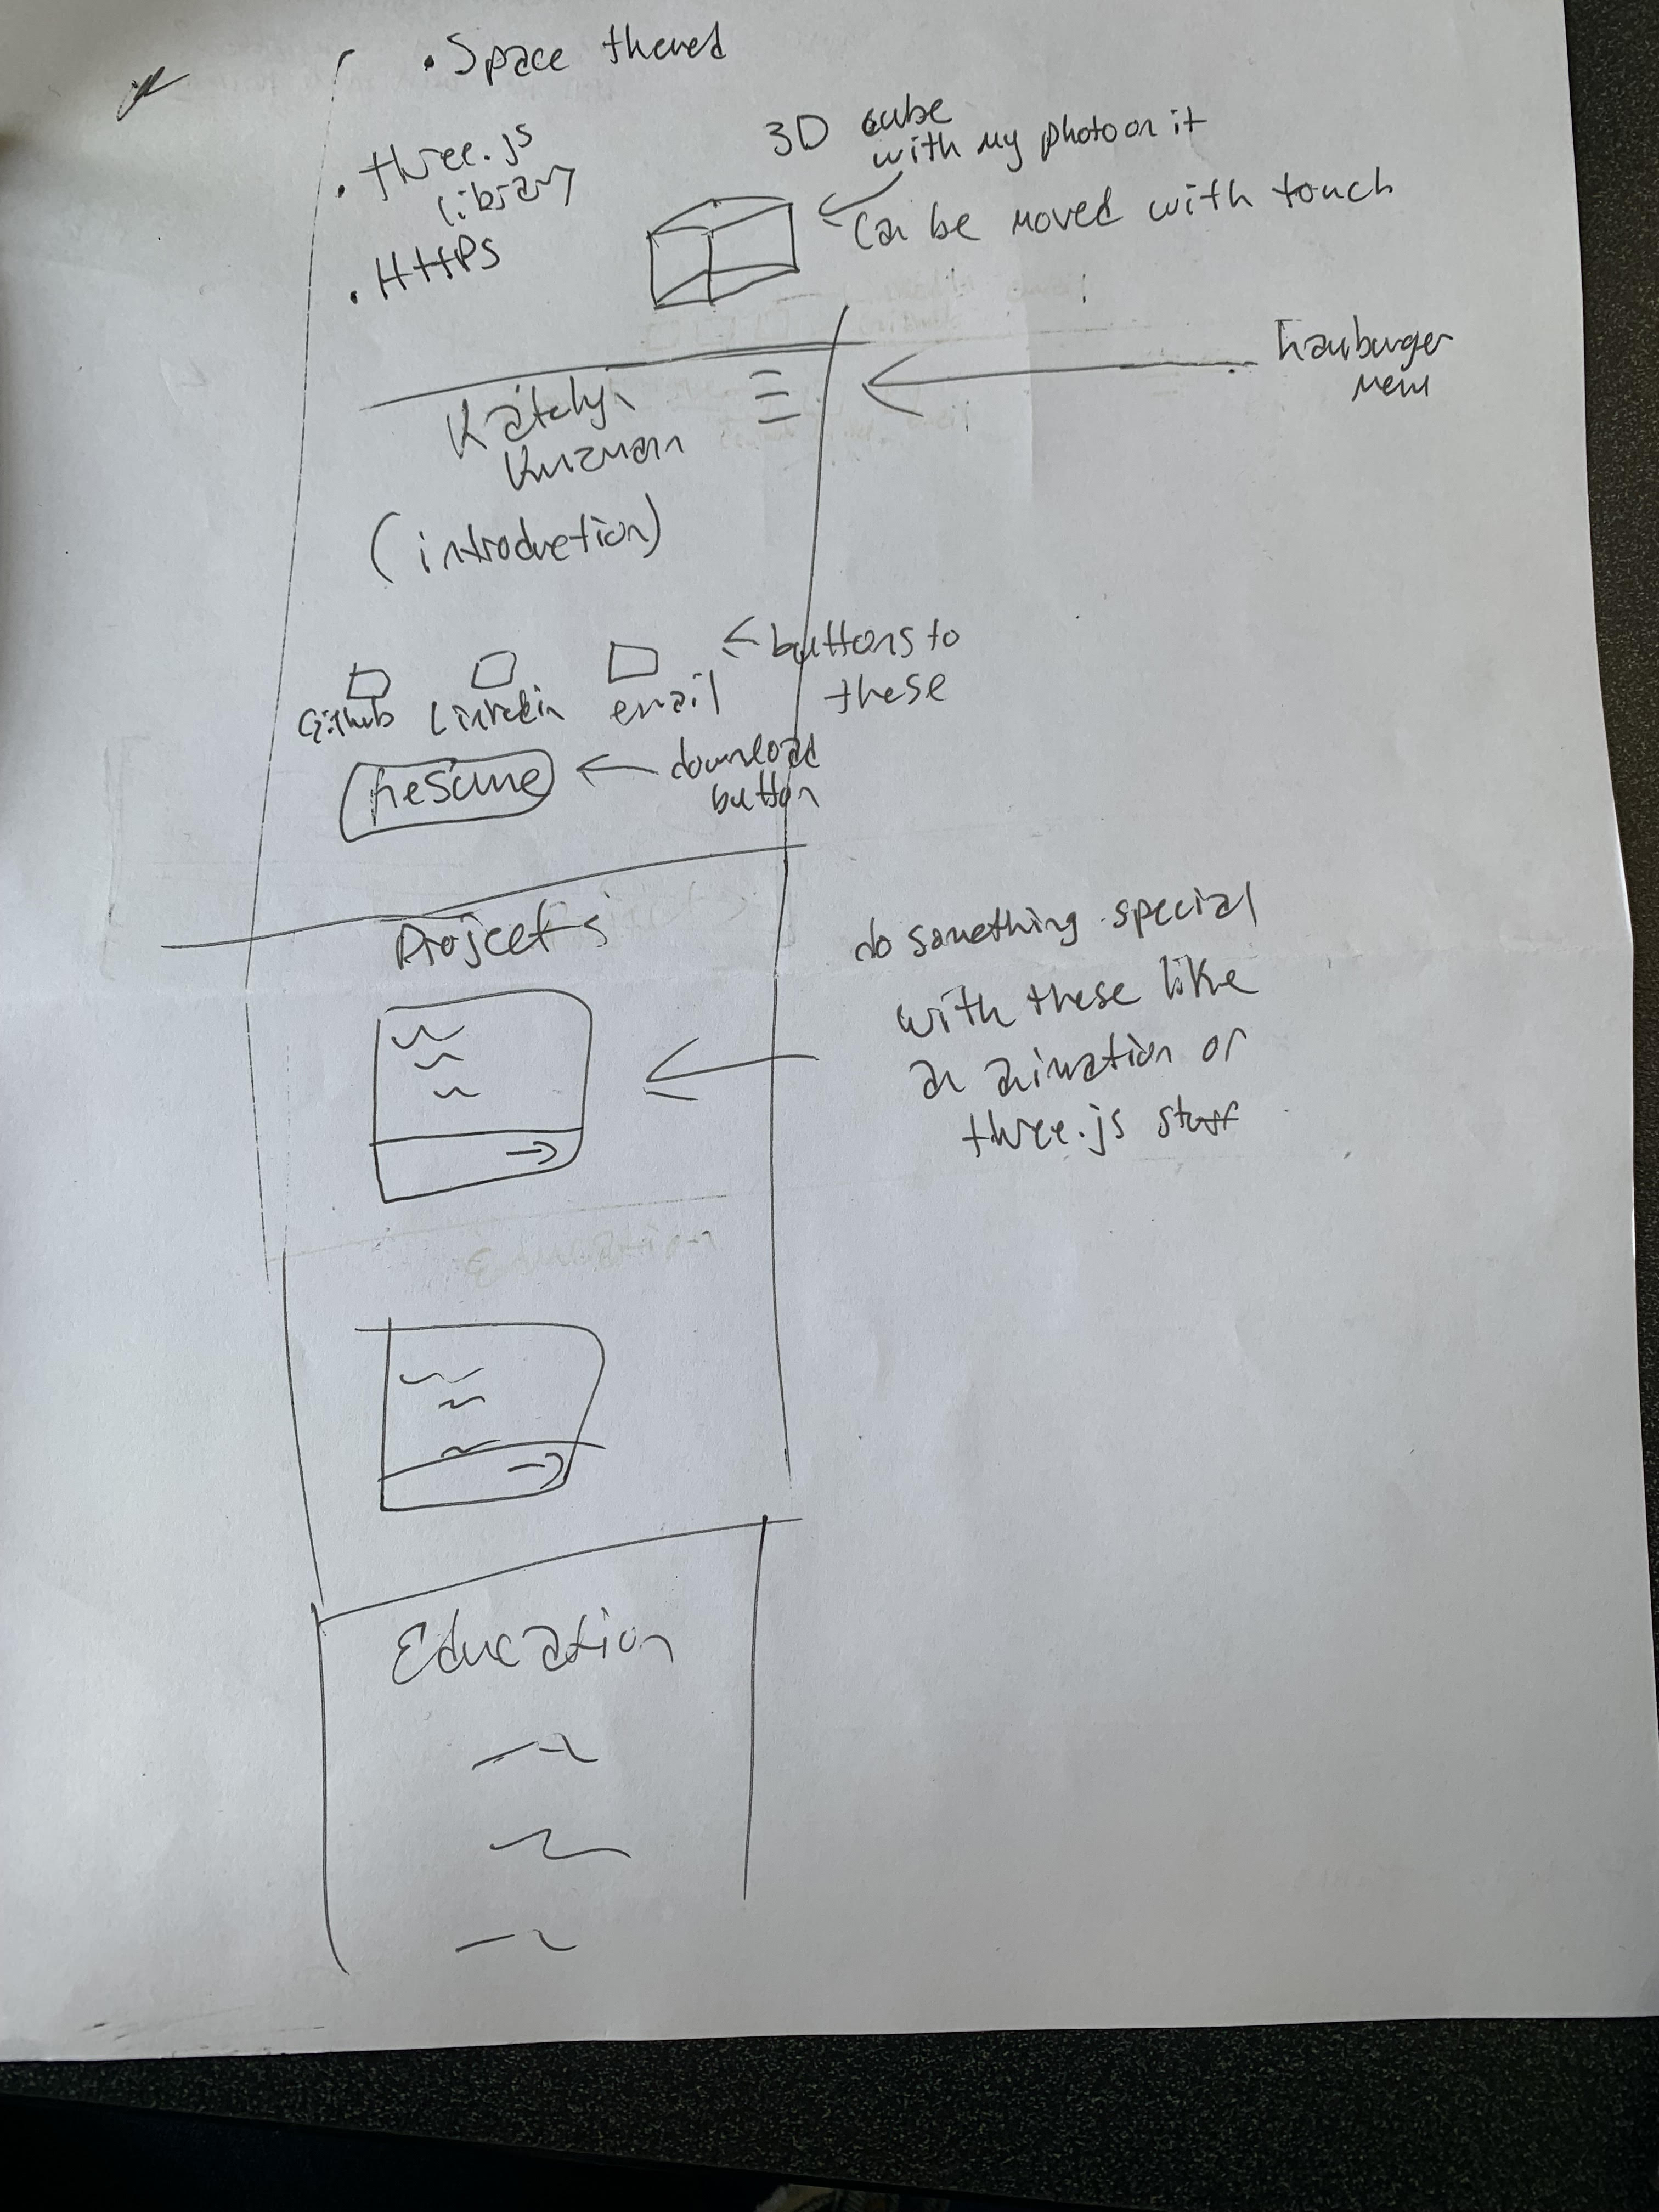 • Space themed
• three.js
library
• HTTPS
3D cube
with my photo on it
Can be moved with touch
hamburger
menu
Katelyn
Kuzman
(introduction)
Github
Linkedin
email
buttons to
these
Resume
download
button
Projects
do something special
with these like
an animation or
three.js stuff
Education